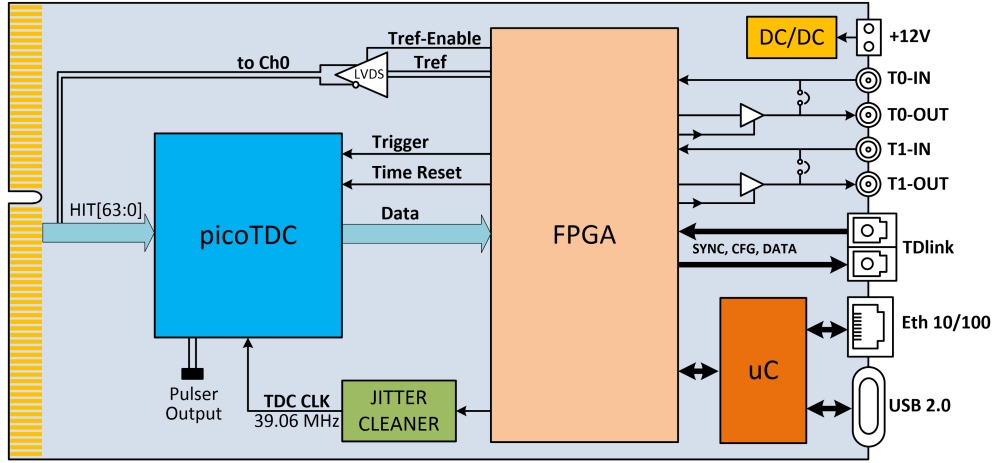 DC/DC
+12V
Tref-Enable
Tref
to Ch0
LVDS
T0-IN
T0-OUT
Trigger
T1-IN
Time Reset
T1-OUT
HIT[63:0]
Data
picoTDC
FPGA
SYNC, CFG, DATA
TDlink
Eth 10/100
uC
Pulser
Output
TDC CLK
39.06 MHz
JITTER
CLEANER
USB 2.0